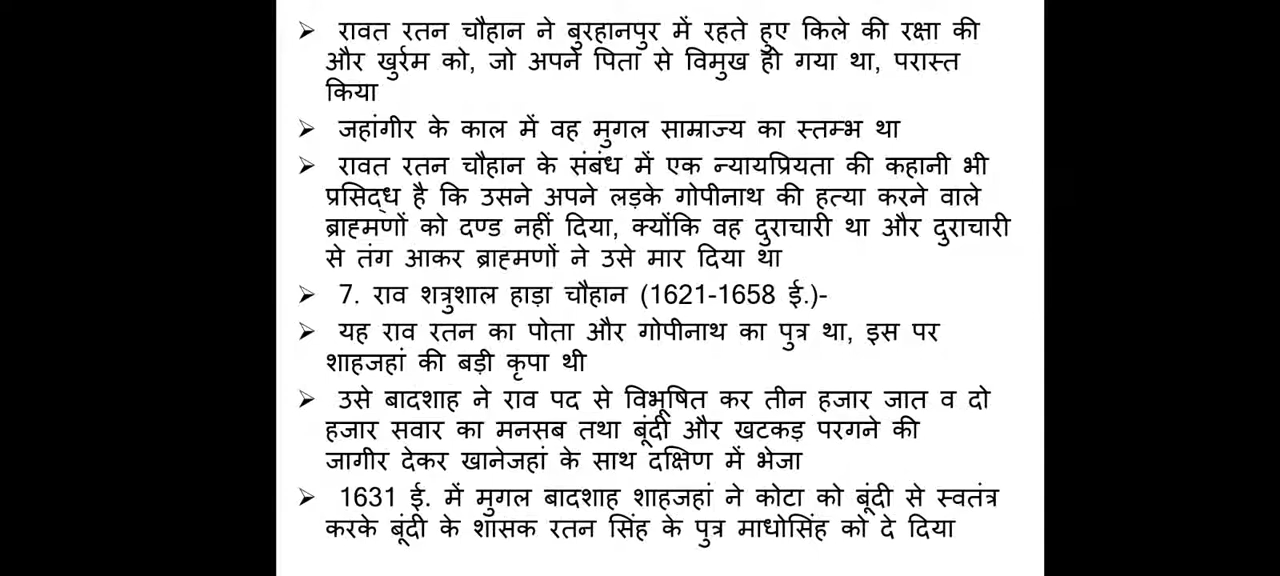 ➢ रावत रतन चौहान ने बुरहानपुर में रहते हुए किले की रक्षा की
और खुर्रम को, जो अपने पिता से विमुख हो गया था, परास्त
किया
➢ जहांगीर के काल में वह मुगल साम्राज्य का स्तम्भ था
➢ रावत रतन चौहान के संबंध में एक न्यायप्रियता की कहानी भी
प्रसिद्ध है कि उसने अपने लड़के गोपीनाथ की हत्या करने वाले
ब्राह्मणों को दण्ड नहीं दिया, क्योंकि वह दुराचारी था और दुराचारी
से तंग आकर ब्राह्मणों ने उसे मार दिया था
➢ 7. राव शत्रुशाल हाड़ा चौहान (1621-1658 ई.)-
➢ यह राव रतन का पोता और गोपीनाथ का पुत्र था, इस पर
शाहजहां की बड़ी कृपा थी
➢ उसे बादशाह ने राव पद से विभूषित कर तीन हजार जात व दो
हजार सवार का मनसब तथा बूंदी और खटकड़ परगने की
जागीर देकर खानेजहां के साथ दक्षिण में भेजा
➢ 1631 ई. में मुगल बादशाह शाहजहां ने कोटा को बूंदी से स्वतंत्र
करके बूंदी के शासक रतन सिंह के पुत्र माधोसिंह को दे दिया